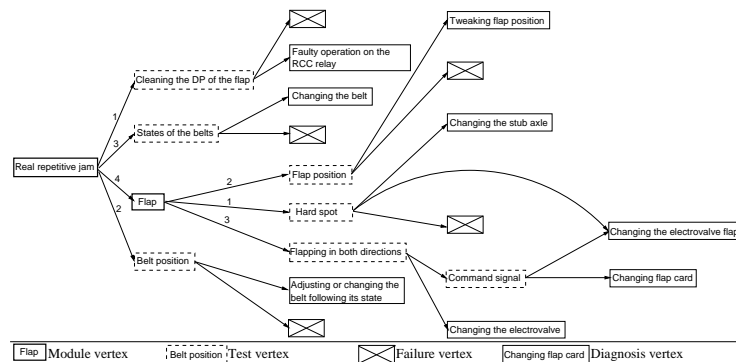 Tweaking flap position
Cleaning the DP of the flap
Faulty operation on the
RCC relay
Changing the belt
1
States of the belts
Changing the stub axle
3
Real repetitive jam
4
2
Flap position
Flap
1
Hard spot
2
3
Changing the electrovalve flap
Flapping in both directions
Belt position
Command signal
Changing flap card
Adjusting or changing the
belt following its state
Changing the electrovalve
Flap Module vertex Belt position Test vertex Failure vertex Changing flap card Diagnosis vertex